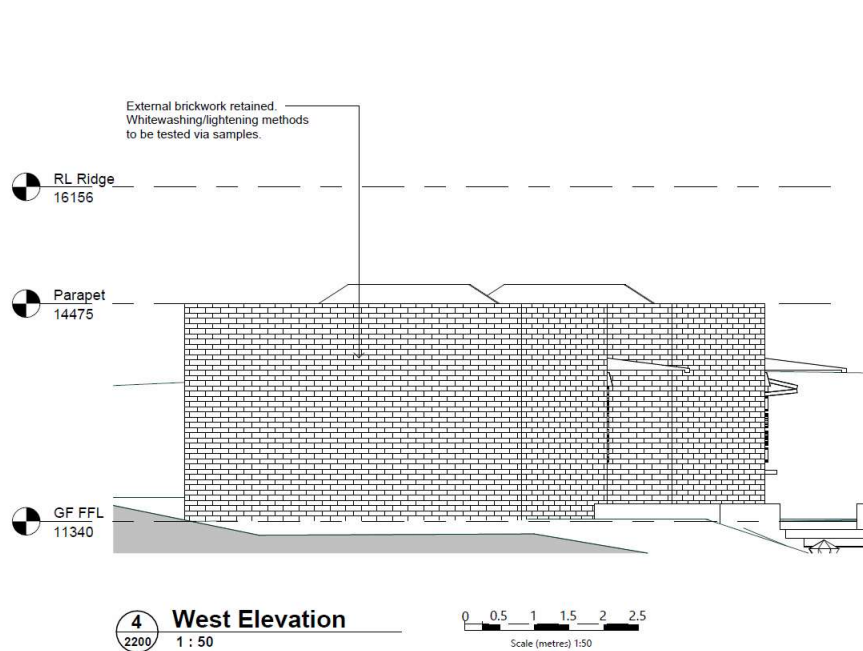 External brickwork retained.
Whitewashing/lightening methods
to be tested via samples.
RL Ridge
16156
Parapet
14475
GF FFL
11340
4
2200
West Elevation
1 : 50
0 0.5 1 1.5 2 2.5
Scale (metres) 1:50